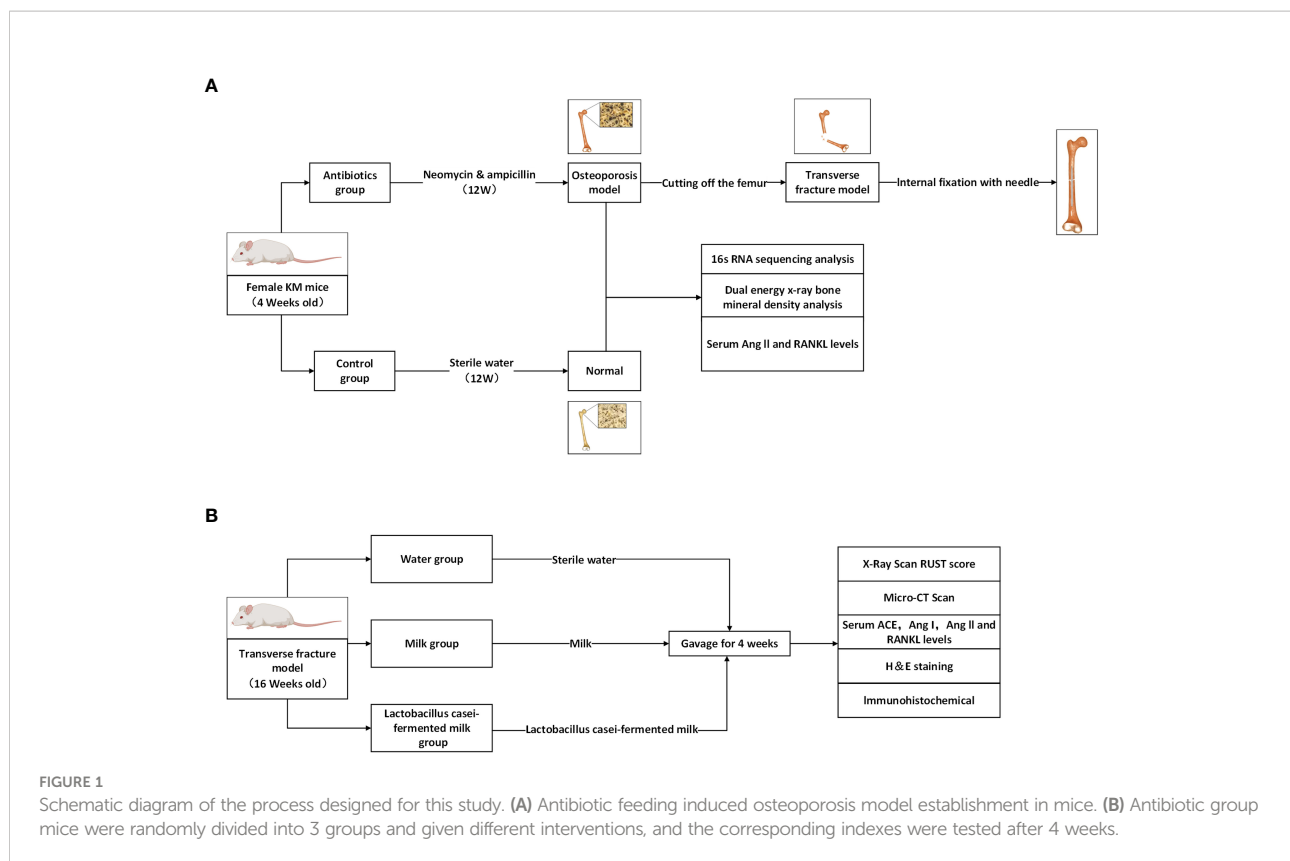 A
Antibiotics
group
Neomycin & ampicillin
（12W）
Osteoporosis
model
Cutting off the femur
Transverse
fracture model
Internal fixation with needle
Female KM mice
（4 Weeks old）
16s RNA sequencing analysis
Dual energy x-ray bone
mineral density analysis
Serum Ang II and RANKL levels
Control
group
Sterile water
（12W）
Normal
B
Water group
Sterile water
Transverse fracture
model
（16 Weeks old）
Milk group
Milk
Gavage for 4 weeks
Lactobacillus casei-
fermented milk
group
Lactobacillus casei-fermented milk
X-Ray Scan RUST score
Micro-CT Scan
Serum ACE，Ang I，Ang II and
RANKL levels
H＆E staining
Immunohistochemical
FIGURE 1
Schematic diagram of the process designed for this study. (A) Antibiotic feeding induced osteoporosis model establishment in mice. (B) Antibiotic group
mice were randomly divided into 3 groups and given different interventions, and the corresponding indexes were tested after 4 weeks.